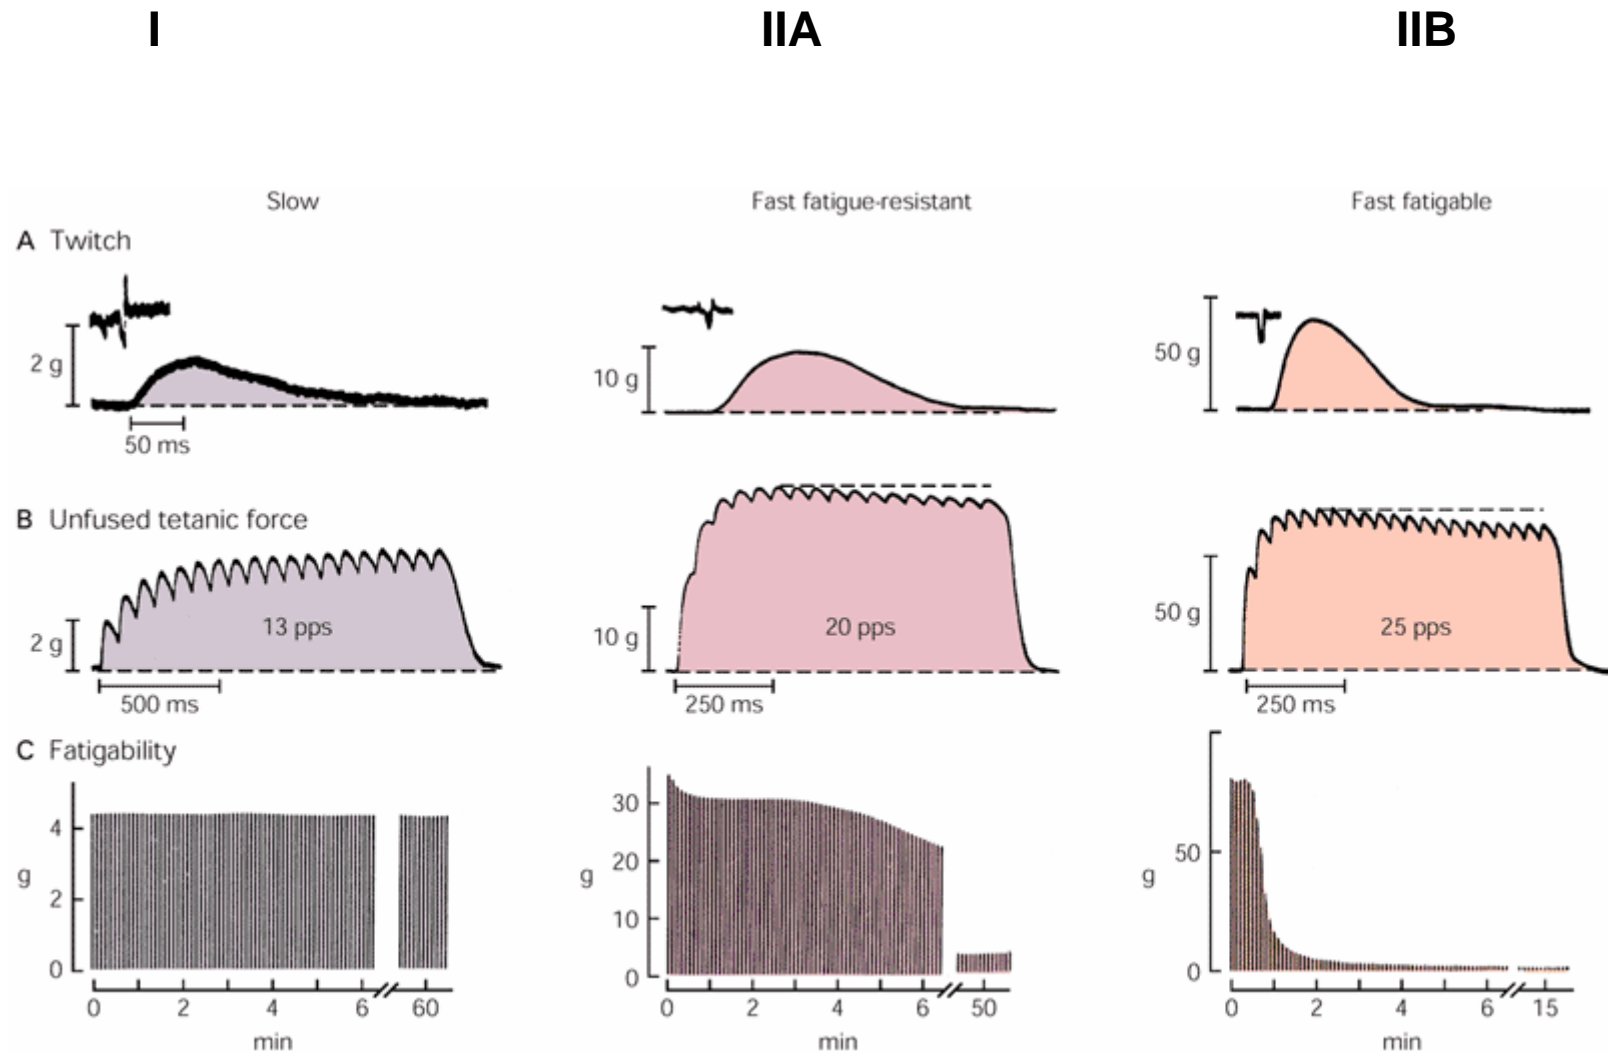 I IIA IIB
Slow Fast fatigue-resistant Fast fatigable
A Twitch
2 g 10 g 50 g
50 ms
B Unfused tetanic force
13 pps 20 pps 25 pps
2 g 10 g 50 g
500 ms 250 ms 250 ms
C Fatigability
4
2
0
g
0 2 4 6 60
min
30
20
10
0
g
0 2 4 6 50
min
50
0
g
0 2 4 6 15
min